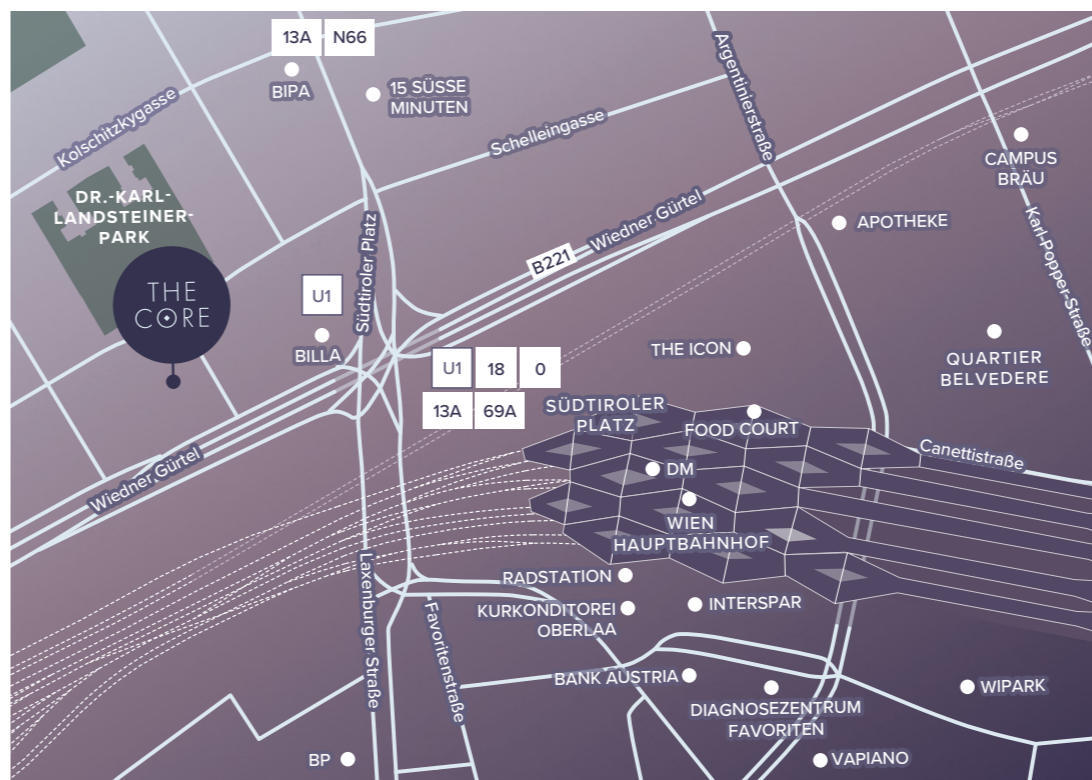 13A N66
BIPA
15 SÜSSE
MINUTEN
Kolschitzkygasse
Schelleingasse
Argentinierstraße
CAMPUS
BRÄU
DR.-KARL-
LANDSTEINER-
PARK
THE
CORE
Südtiroler Platz
B221
Wiedner Gürtel
APOTHEKE
Karl-Popper-Straße
U1
BILLA
U1 18 0
13A 69A
THE ICON
QUARTIER
BELVEDERE
SÜDTIROLER
PLATZ
FOOD COURT
Canettistraße
Wiedner Gürtel
DM
WIEN
HAUPTBAHNHOF
RADSTATION
KURKONDITOREI
OBERLAA
INTERSPAR
Laxenburger Straße
Favoritenstraße
BANK AUSTRIA
DIAGNOSEZENTRUM
FAVORITEN
WIPARK
BP
VAPIANO